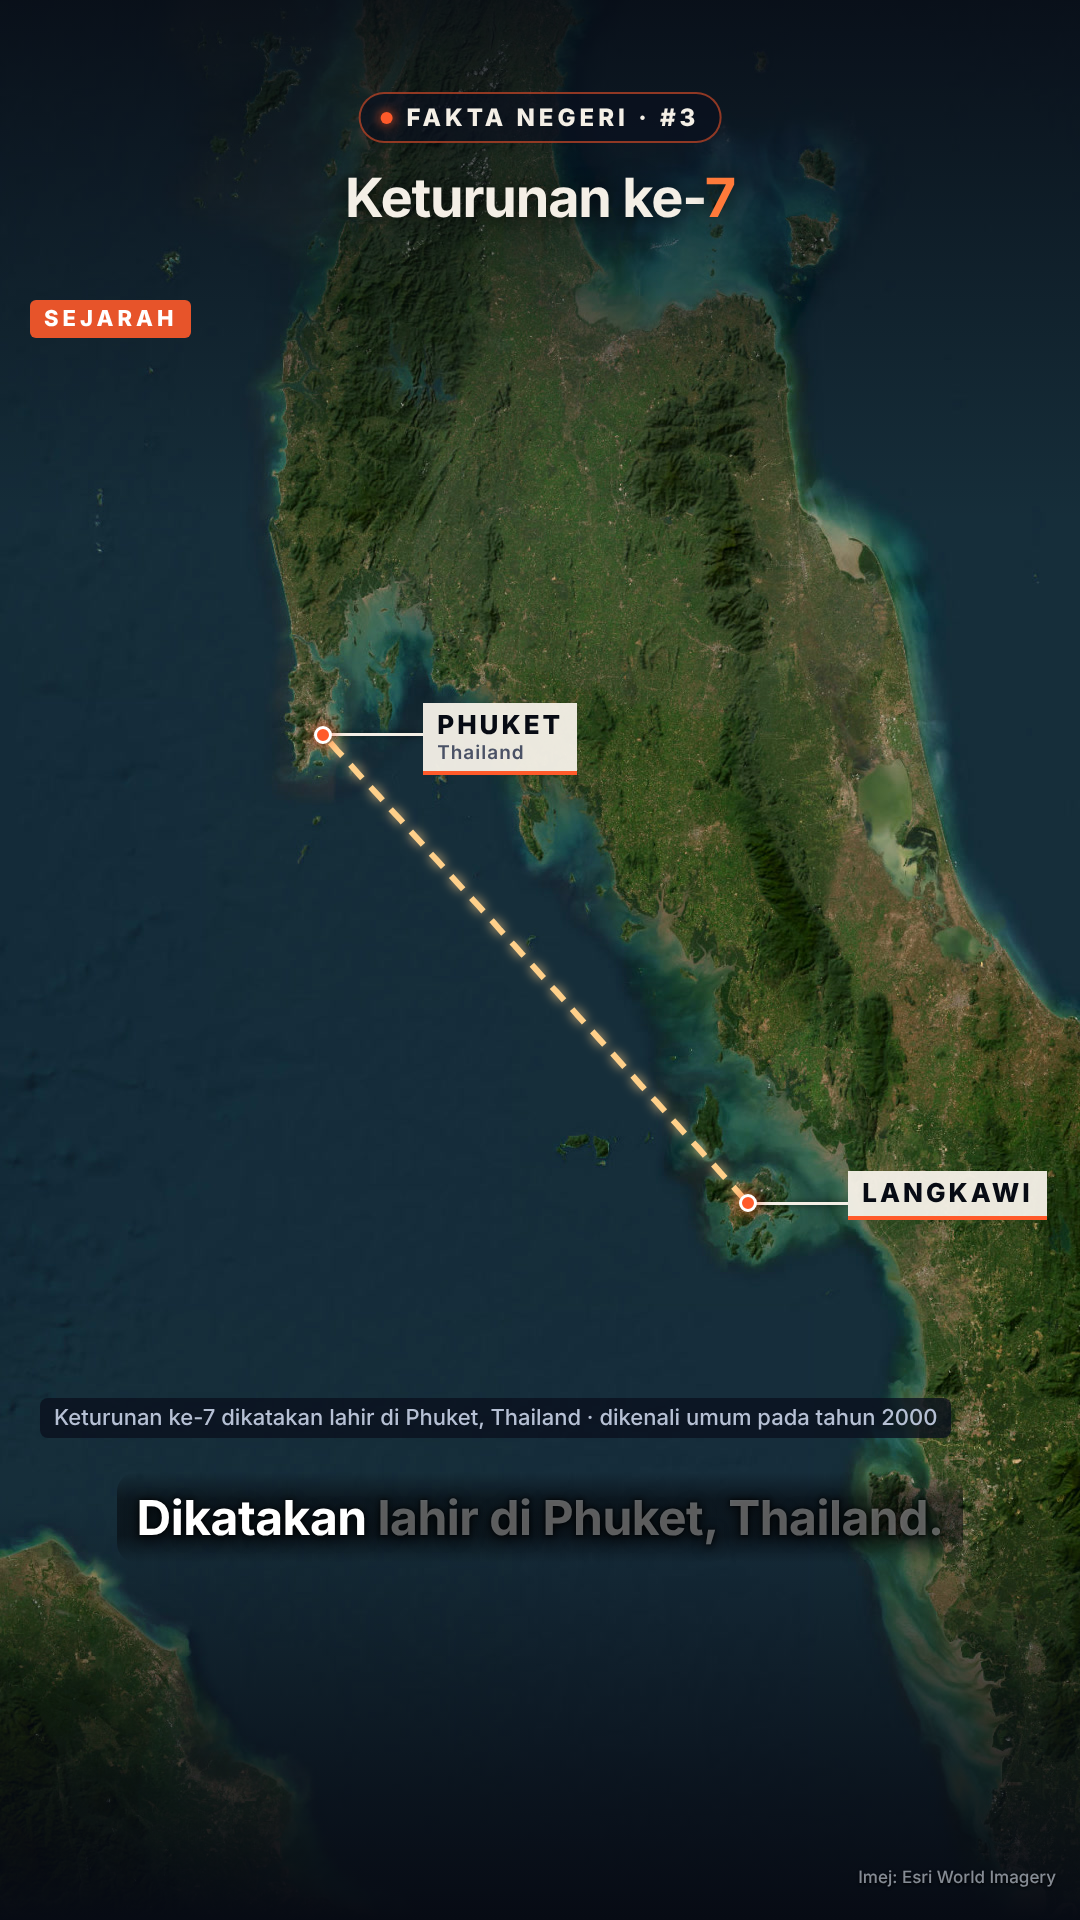 FAKTA NEGERI · #3
Keturunan ke-7
SEJARAH
PHUKET
Thailand
LANGKAWI
Keturunan ke-7 dikatakan lahir di Phuket, Thailand · dikenali umum pada tahun 2000
Dikatakan lahir di Phuket, Thailand.
Imej: Esri World Imagery